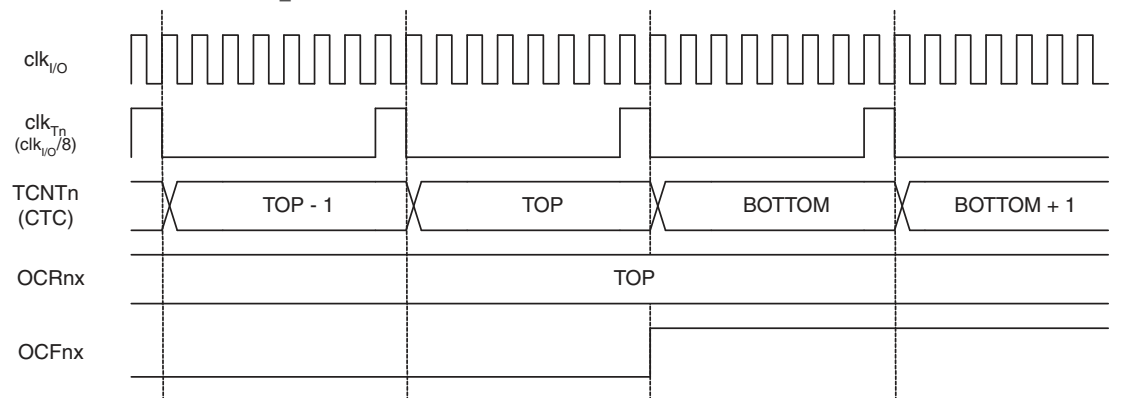 clkI/O
clkTn
(clkI/O/8)
TCNTn
(CTC)
TOP - 1
TOP
BOTTOM
BOTTOM + 1
OCRnx
TOP
OCFnx